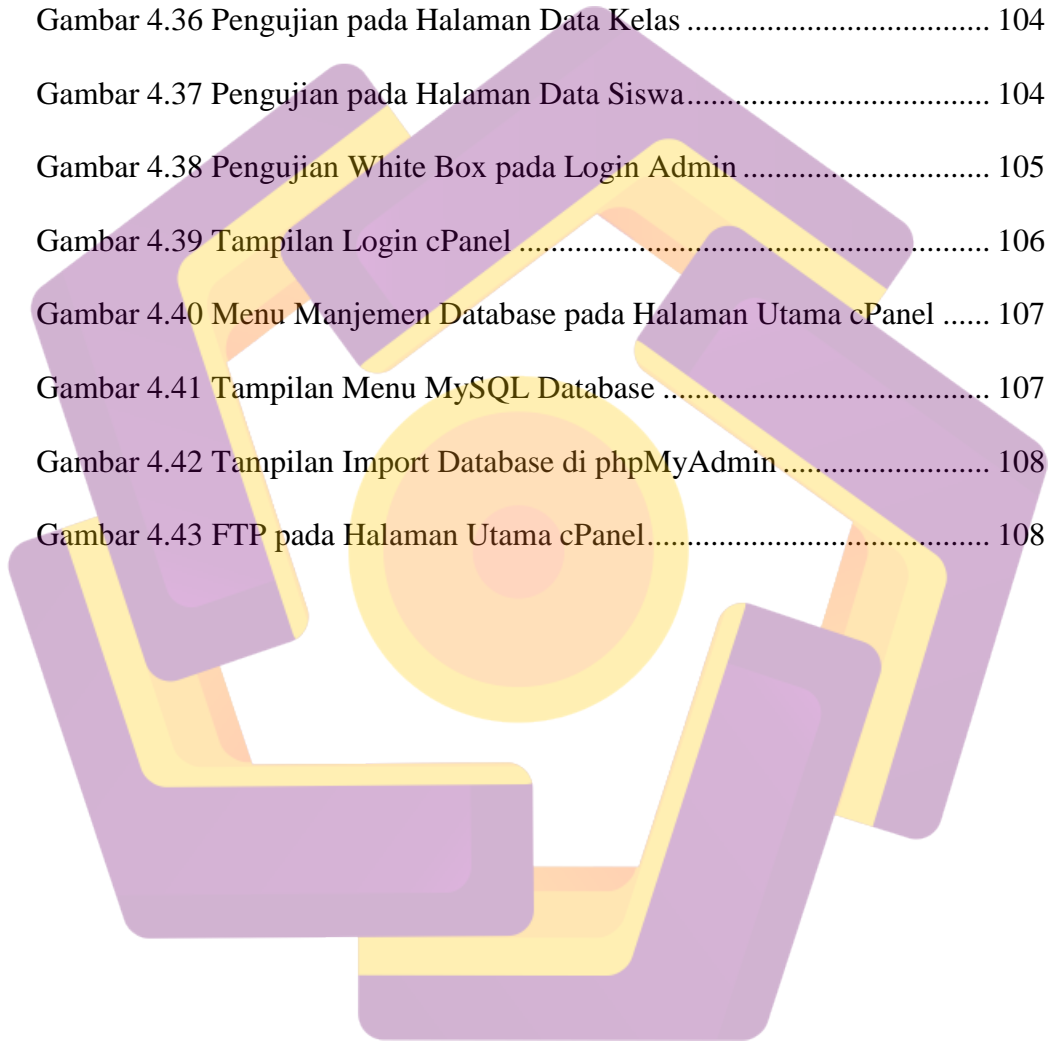 Gambar 4.36 Pengujian pada Halaman Data Kelas ..................................... 104
Gambar 4.37 Pengujian pada Halaman Data Siswa..................................... 104
Gambar 4.38 Pengujian White Box pada Login Admin .............................. 105
Gambar 4.39 Tampilan Login cPanel ......................................................... 106
Gambar 4.40 Menu Manjemen Database pada Halaman Utama cPanel ...... 107
Gambar 4.41 Tampilan Menu MySQL Database ........................................ 107
Gambar 4.42 Tampilan Import Database di phpMyAdmin ......................... 108
Gambar 4.43 FTP pada Halaman Utama cPanel.......................................... 108